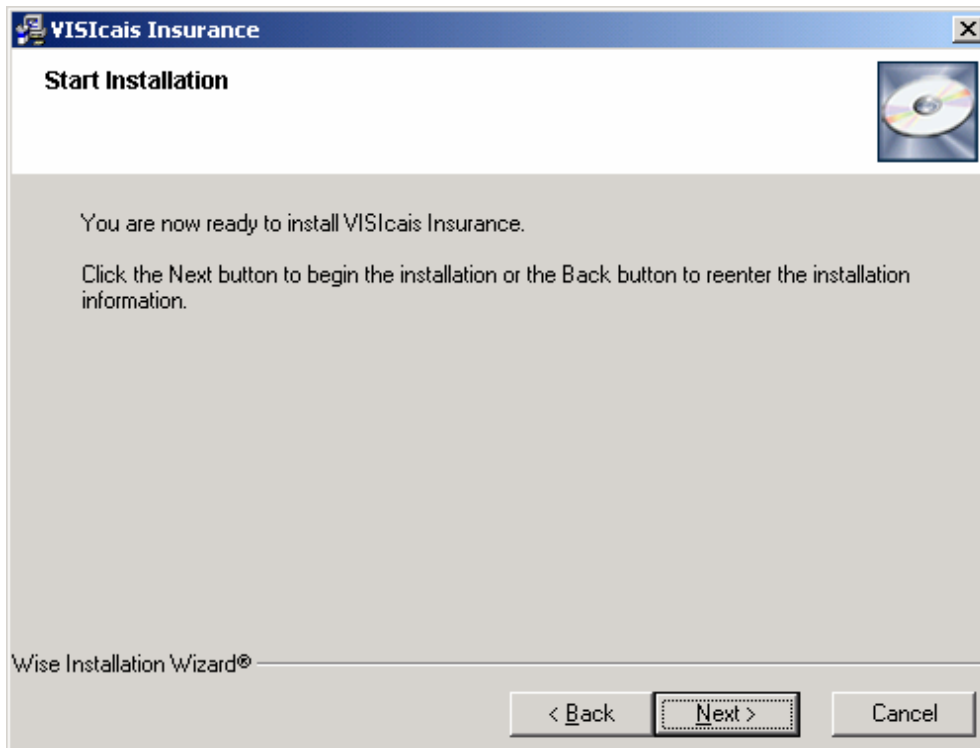 VISIcais Insurance
Start Installation
You are now ready to install VISIcais Insurance.
Click the Next button to begin the installation or the Back button to reenter the installation
information.
Wise Installation Wizard®
< Back
Next >
Cancel